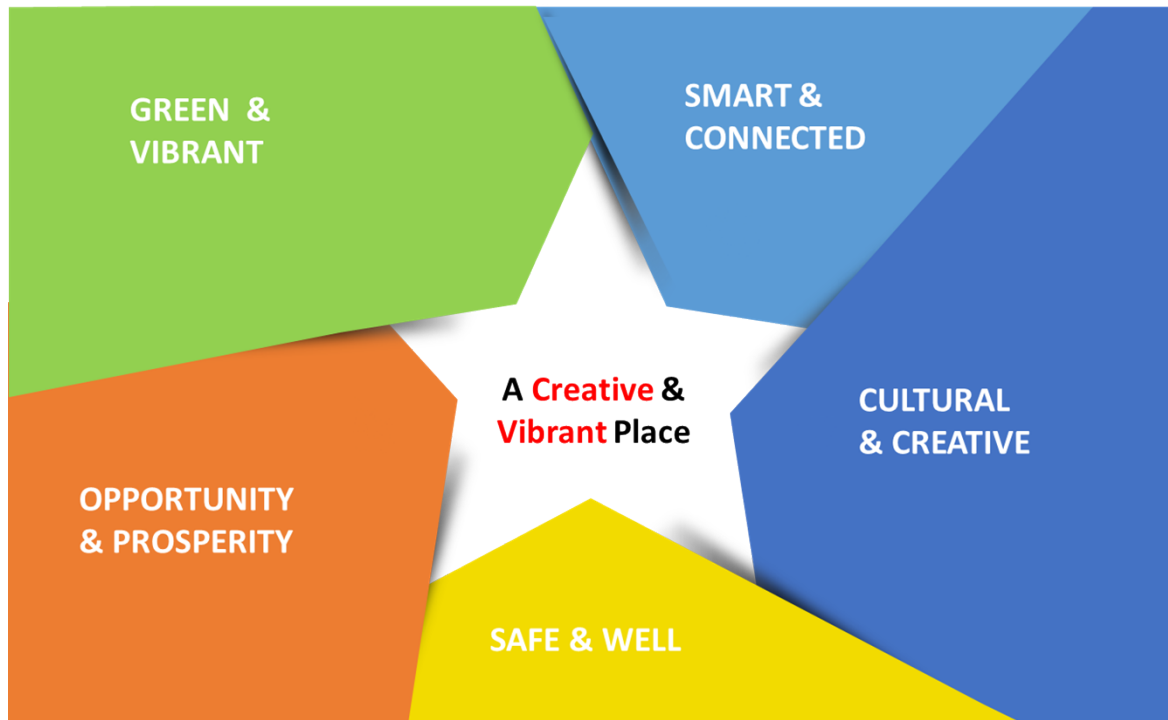 GREEN & 
VIBRANT
SMART &
CONNECTED
A Creative &
Vibrant Place
CULTURAL
& CREATIVE
OPPORTUNITY
& PROSPERITY
SAFE & WELL